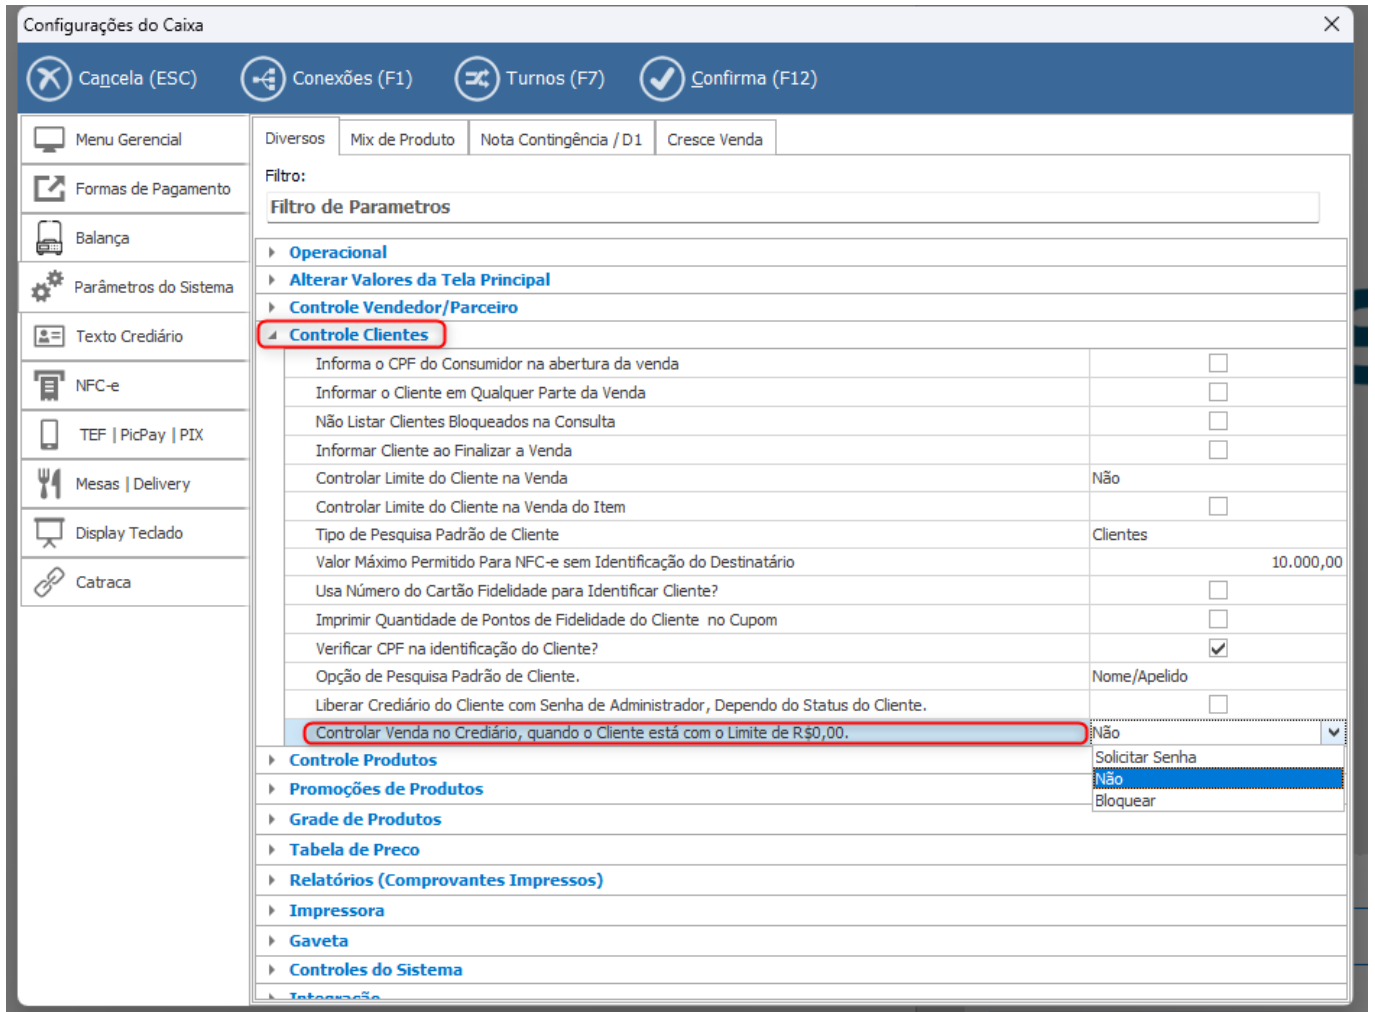 Configurações do Caixa
Cancela (ESC)
Conexões (F1)
Turnos (F7)
Confirma (F12)
Menu Gerencial
Formas de Pagamento
Balança
Parâmetros do Sistema
Texto Crediário
NFC-e
TEF | PicPay | PIX
Mesas | Delivery
Display Teclado
Catraca
Diversos
Mix de Produto
Nota Contingência / D1
Cresce Venda
Filtro:
Filtro de Parametros
Operacional
Alterar Valores da Tela Principal
Controle Vendedor/Parceiro
Controle Clientes
Informa o CPF do Consumidor na abertura da venda
Informar o Cliente em Qualquer Parte da Venda
Não Listar Clientes Bloqueados na Consulta
Informar Cliente ao Finalizar a Venda
Controlar Limite do Cliente na Venda Não
Controlar Limite do Cliente na Venda do Item
Tipo de Pesquisa Padrão de Cliente Clientes
Valor Máximo Permitido Para NFC-e sem Identificação do Destinatário 10.000,00
Usa Número do Cartão Fidelidade para Identificar Cliente?
Imprimir Quantidade de Pontos de Fidelidade do Cliente no Cupom
Verificar CPF na identificação do Cliente?
Opção de Pesquisa Padrão de Cliente. Nome/Apelido
Liberar Crediário do Cliente com Senha de Administrador, Dependo do Status do Cliente.
Controlar Venda no Crediário, quando o Cliente está com o Limite de R$0,00. Não
Solicitar Senha
Não
Bloquear
Controle Produtos
Promoções de Produtos
Grade de Produtos
Tabela de Preco
Relatórios (Comprovantes Impressos)
Impressora
Gaveta
Controles do Sistema
Integração